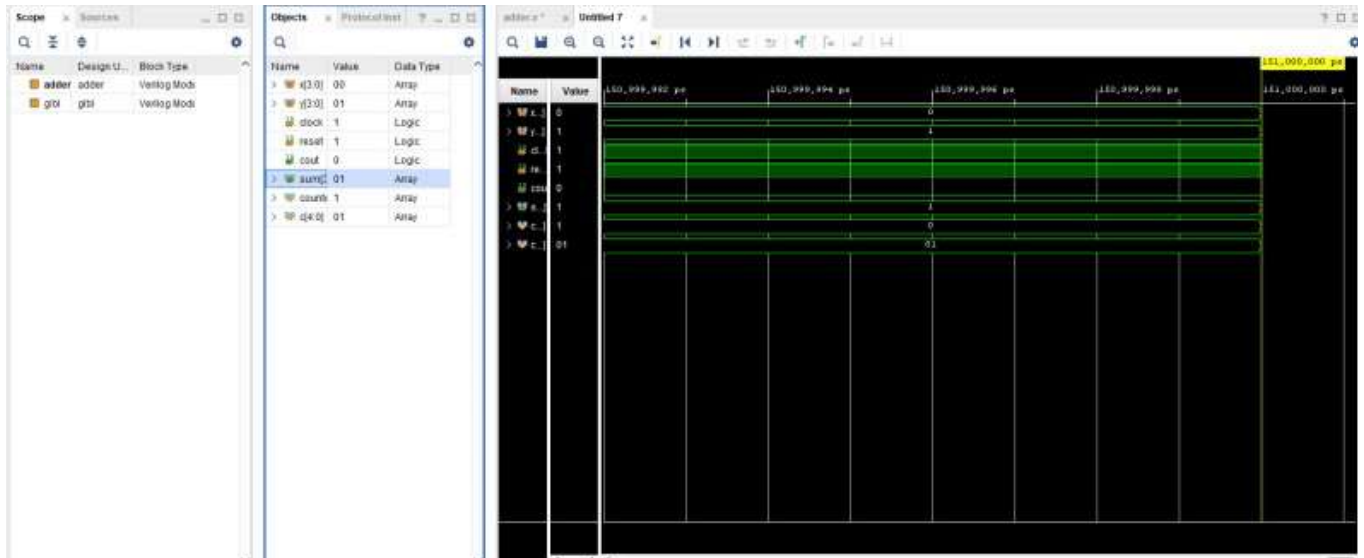 Scope Sources
Name Design U... Block Type
adder adder Verilog Modu
glbl glbl Verilog Modu
Objects Protocol Inst
Name Value Data Type
x[3:0] 00 Array
y[3:0] 01 Array
clock 1 Logic
reset 1 Logic
cout 0 Logic
01 Array
1 Array
c[4:0] 01 Array
Untitled 7
151,000,000 ps
Name Value 150,999,992 ps 150,999,994 ps 150,999,996 ps 150,999,998 ps 151,000,000 ps
x...] 0 0
y...] 1 1
1
re... 1
0
s...] 1 1
c...] 1 0
c...] 01 01